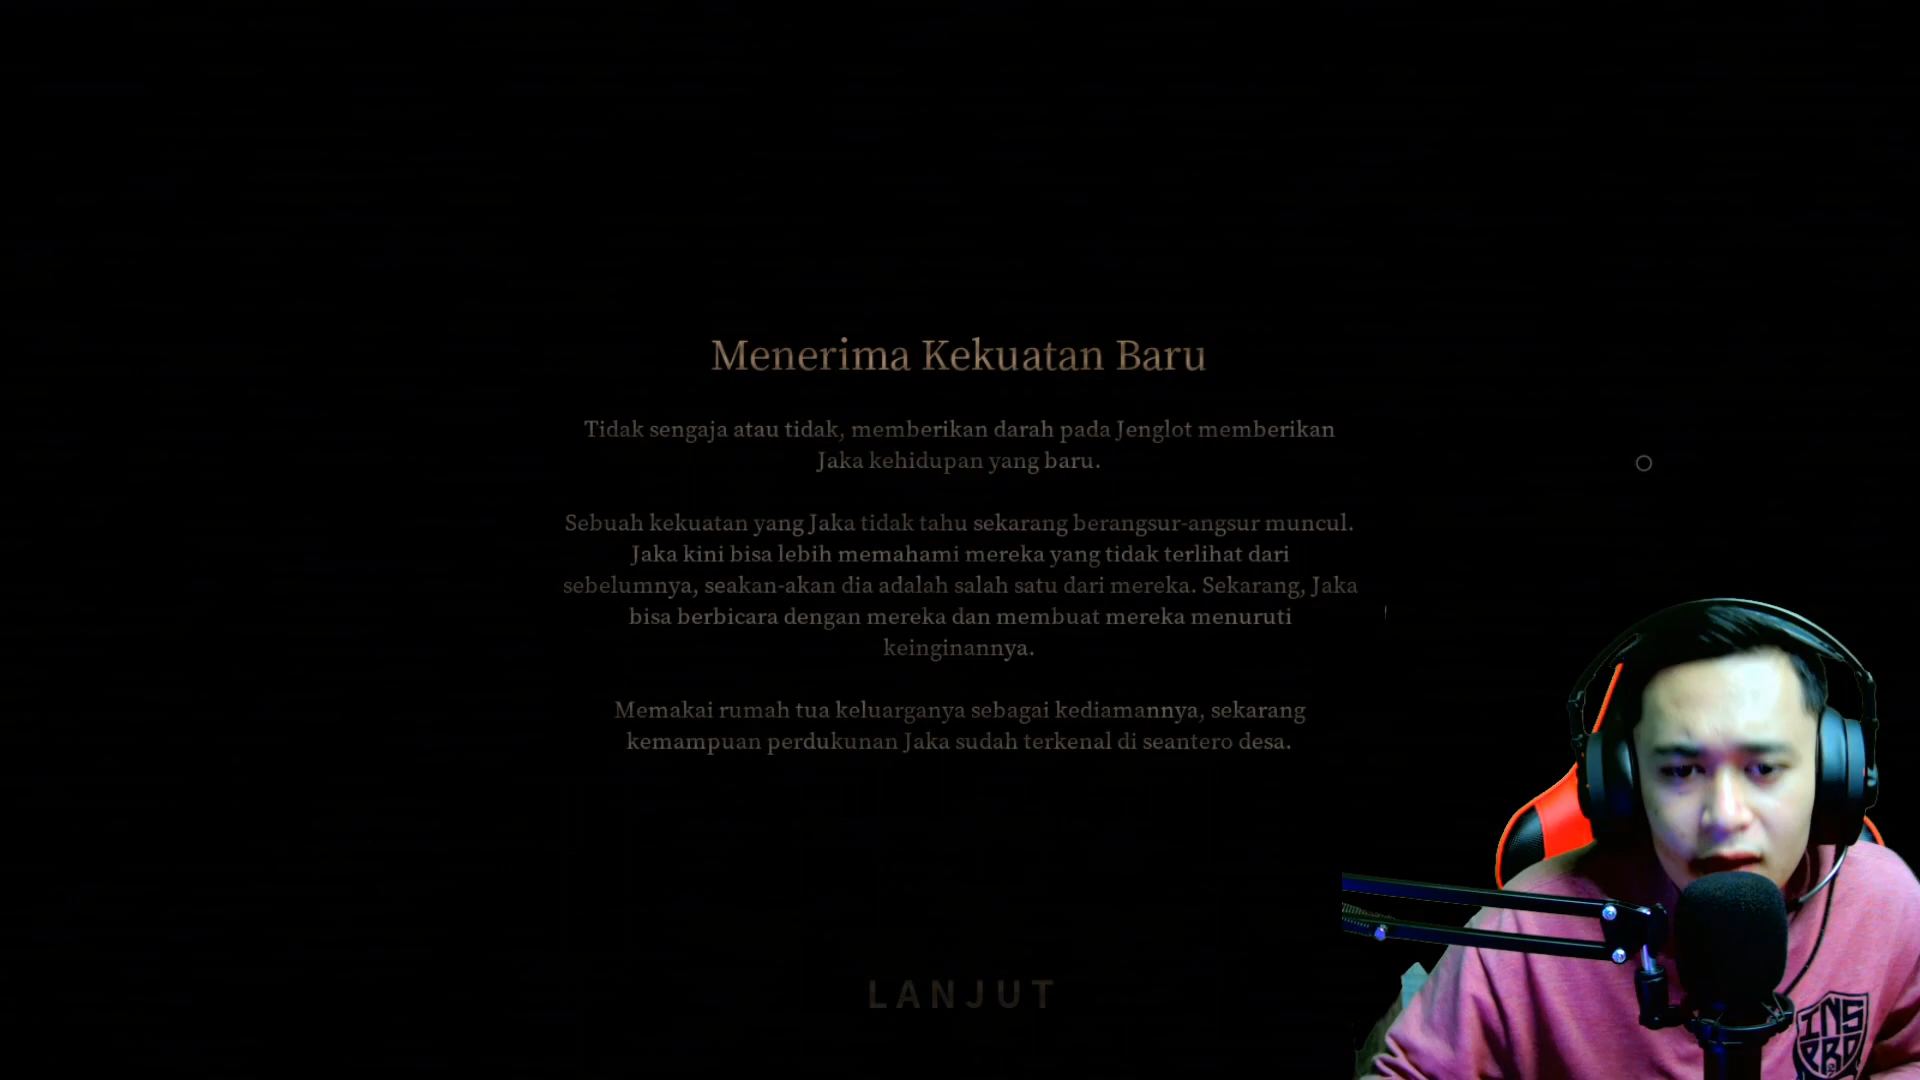 Menerima Kekuatan Baru
Tidak sengaja atau tidak, memberikan darah pada Jenglot memberikan
Jaka kehidupan yang baru.
Sebuah kekuatan yang Jaka tidak tahu sekarang berangsur-angsur muncul.
Jaka kini bisa lebih memahami mereka yang tidak terlihat dari
sebelumnya, seakan-akan dia adalah salah satu dari mereka. Sekarang, Jaka
bisa berbicara dengan mereka dan membuat mereka menuruti
keinginannya.
Memakai rumah tua keluarganya sebagai kediamannya, sekarang
kemampuan perdukunan Jaka sudah terkenal di seantero desa.
LANJUT
INS
PRO